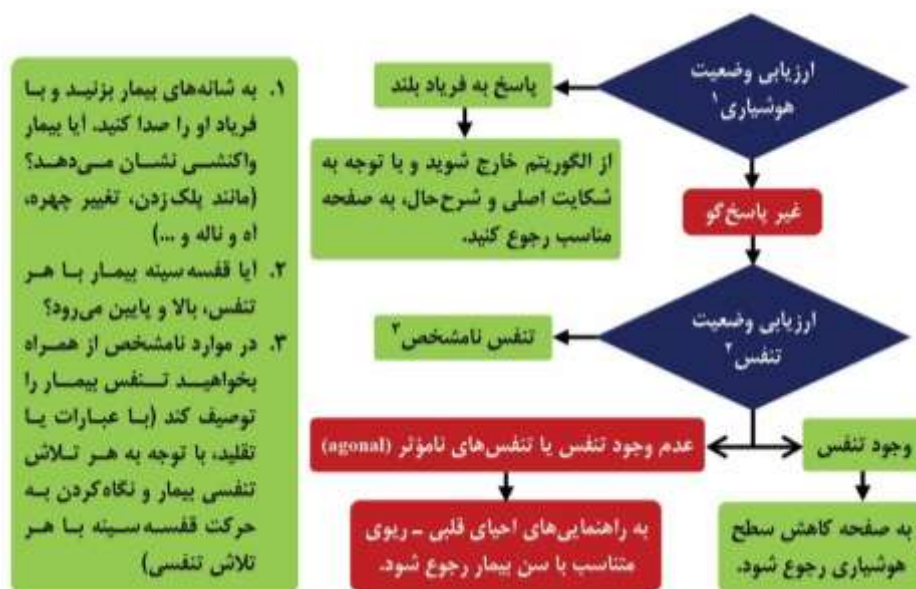 ارزیابی وضعیت
هوشیاری۱
پاسخ به فریاد بلند
از الگوریتم خارج شوید و با توجه به
شکایت اصلی و شرح‌حال، به صفحه
مناسب رجوع کنید.
غیر پاسخ‌گو
ارزیابی وضعیت
تنفس۲
تنفس نامشخص۳
وجود تنفس
عدم وجود تنفس یا تنفس‌های نامؤثر (agonal)
به صفحه کاهش سطح
هوشیاری رجوع شود.
به راهنمایی‌های احیای قلبی ـ ریوی
متناسب با سن بیمار رجوع شود.
۱. به شانه‌های بیمار بزنید و با
فریاد او را صدا کنید. آیا بیمار
واکنشی نشان می‌دهد؟
(مانند پلک‌زدن، تغییر چهره،
آه و ناله و ...)
۲. آیا قفسه‌سینه بیمار با هر
تنفس، بالا و پایین می‌رود؟
۳. در موارد نامشخص از همراه
بخواهید تنفس بیمار را
توصیف کند (با عبارات یا
تقلید، با توجه به هر تلاش
تنفسی بیمار و نگاه‌کردن به
حرکت قفسه‌سینه با هر
تلاش تنفسی)